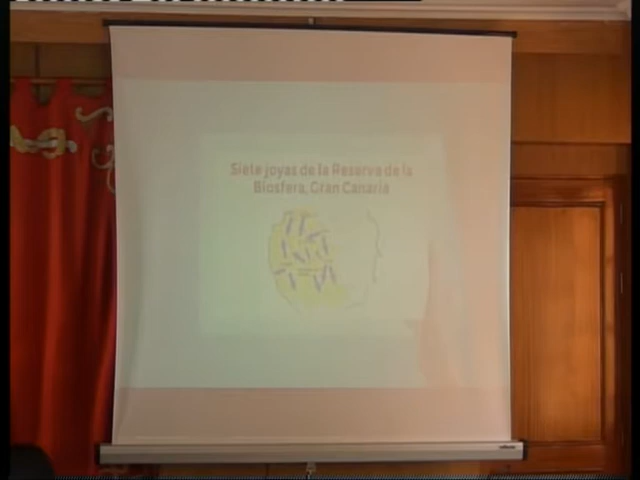 Siete joyas de la Reserva de la
Biosfera, Gran Canaria